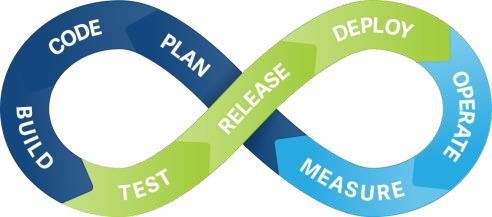 PLAN
CODE
BUILD
TEST
RELEASE
DEPLOY
OPERATE
MEASURE